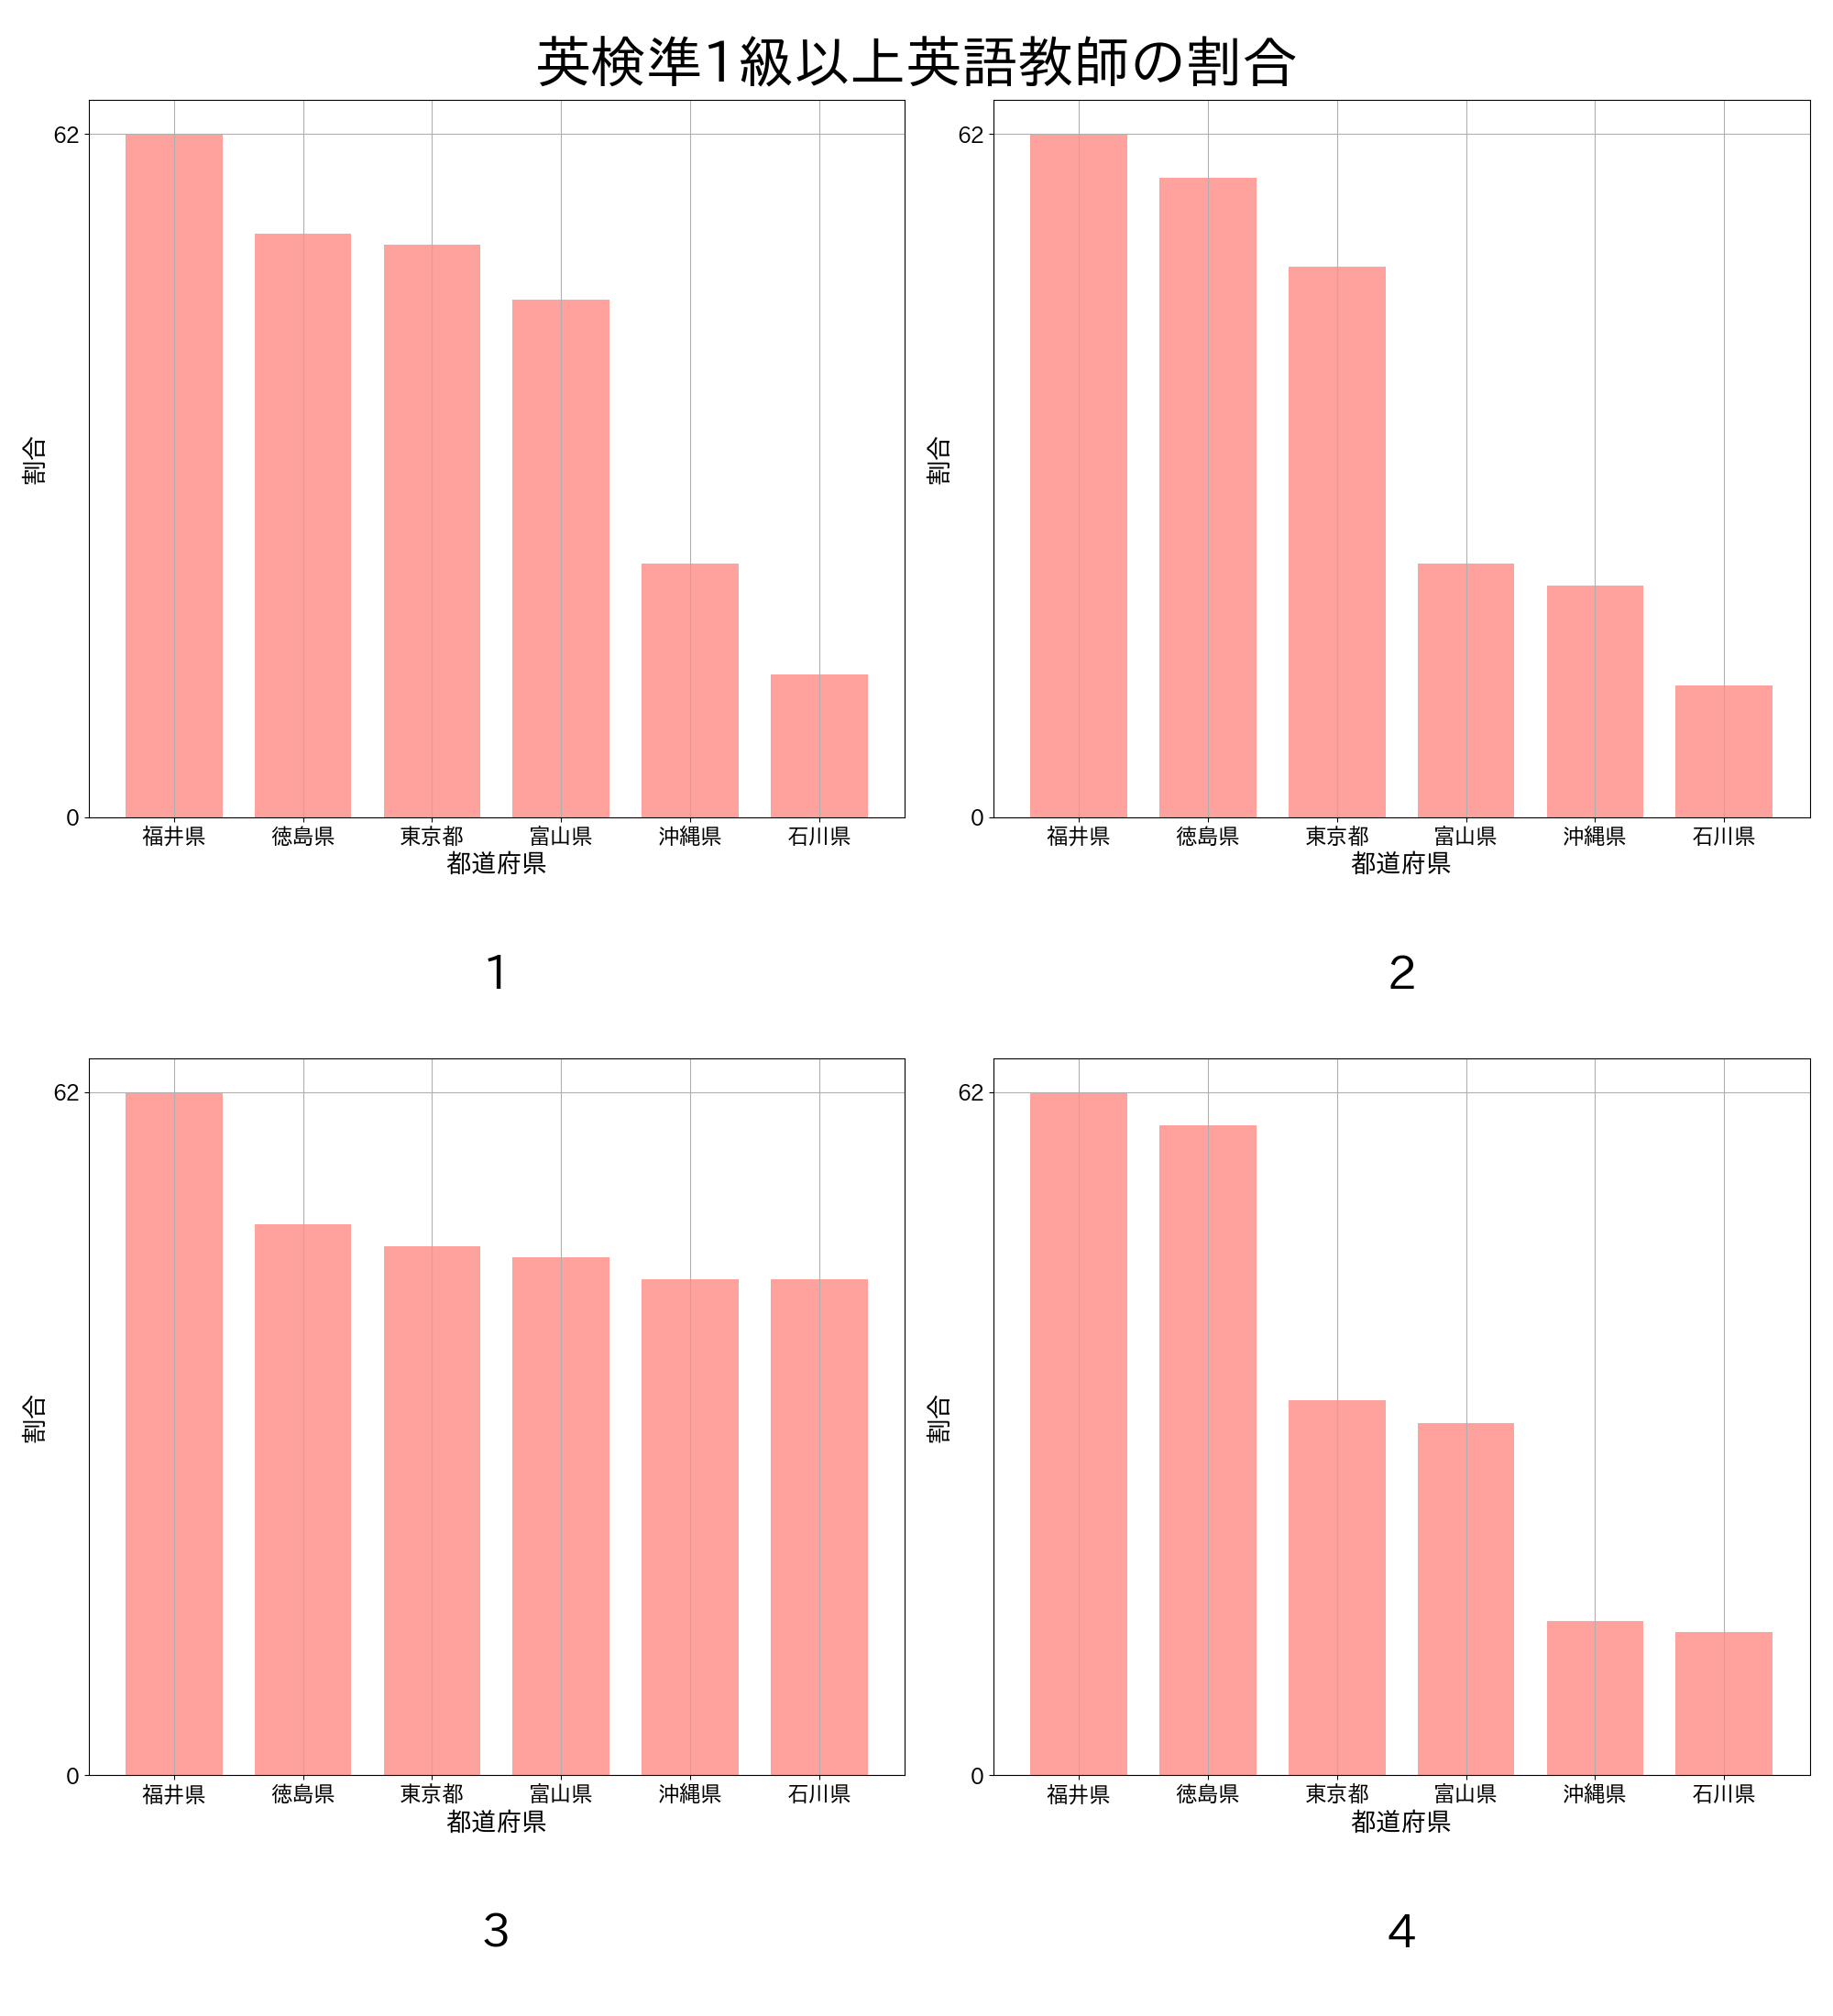 英検準1級以上英語教師の割合
62
0
割合
福井県 徳島県 東京都 富山県 沖縄県 石川県
都道府県
1
62
0
割合
福井県 徳島県 東京都 富山県 沖縄県 石川県
都道府県
2
62
0
割合
福井県 徳島県 東京都 富山県 沖縄県 石川県
都道府県
3
62
0
割合
福井県 徳島県 東京都 富山県 沖縄県 石川県
都道府県
4